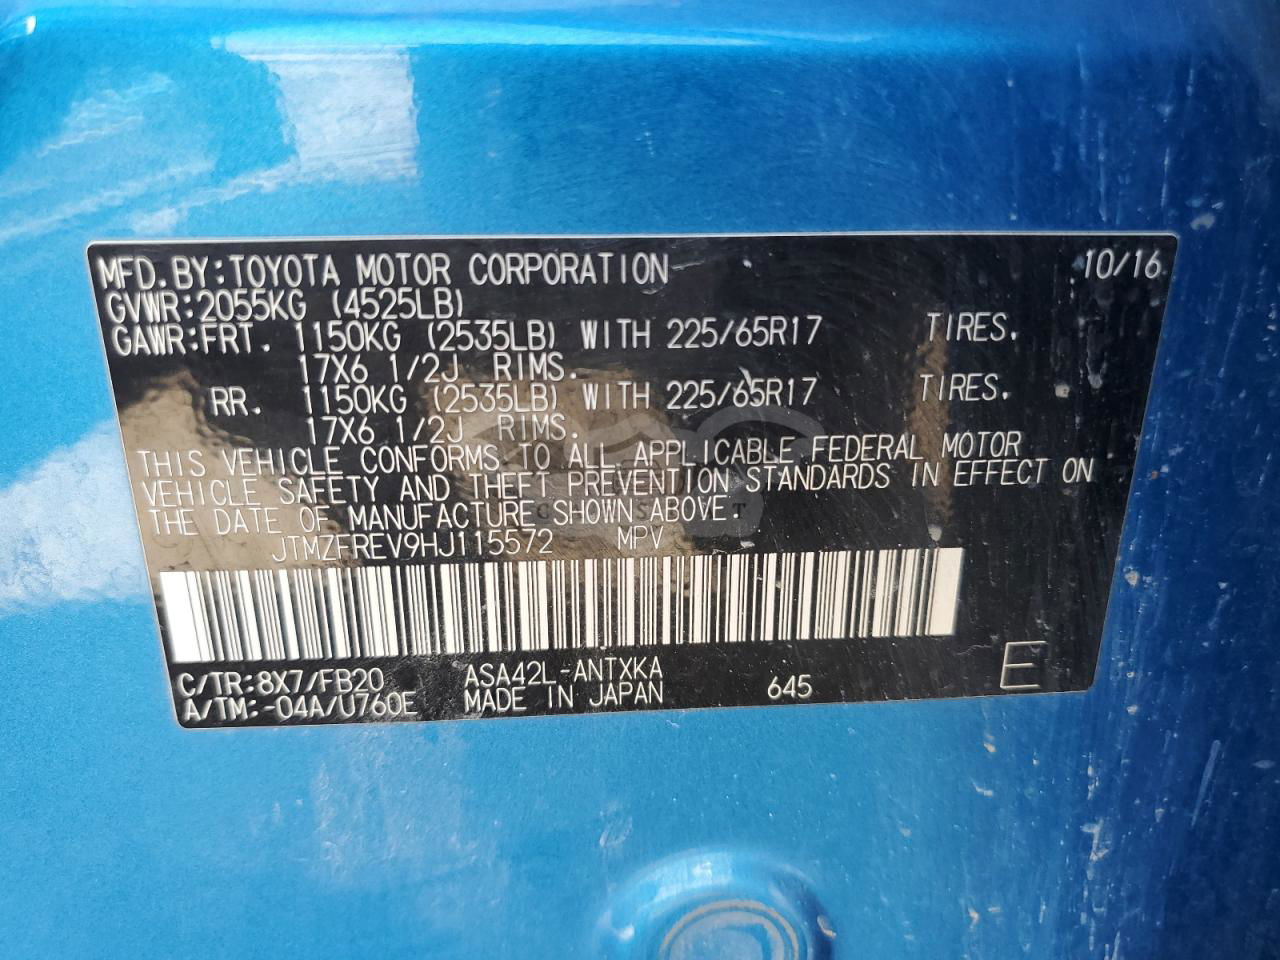 MFD.BY:TOYOTA MOTOR CORPORATION 10/16
GVWR:2055KG (4525LB)
GAWR:FRT. 1150KG (2535LB) WITH 225/65R17 TIRES.
17X6 1/2J RIMS.
RR. 1150KG (2535LB) WITH 225/65R17 TIRES.
17X6 1/2J RIMS.
THIS VEHICLE CONFORMS TO ALL APPLICABLE FEDERAL MOTOR
VEHICLE SAFETY AND THEFT PREVENTION STANDARDS IN EFFECT ON
THE DATE OF MANUFACTURE SHOWN ABOVE.
JTMZFREV9HJ115572 MPV
C/TR:8X7/FB20 ASA42L-ANTXKA
A/TM:-04A/U760E MADE IN JAPAN 645 E